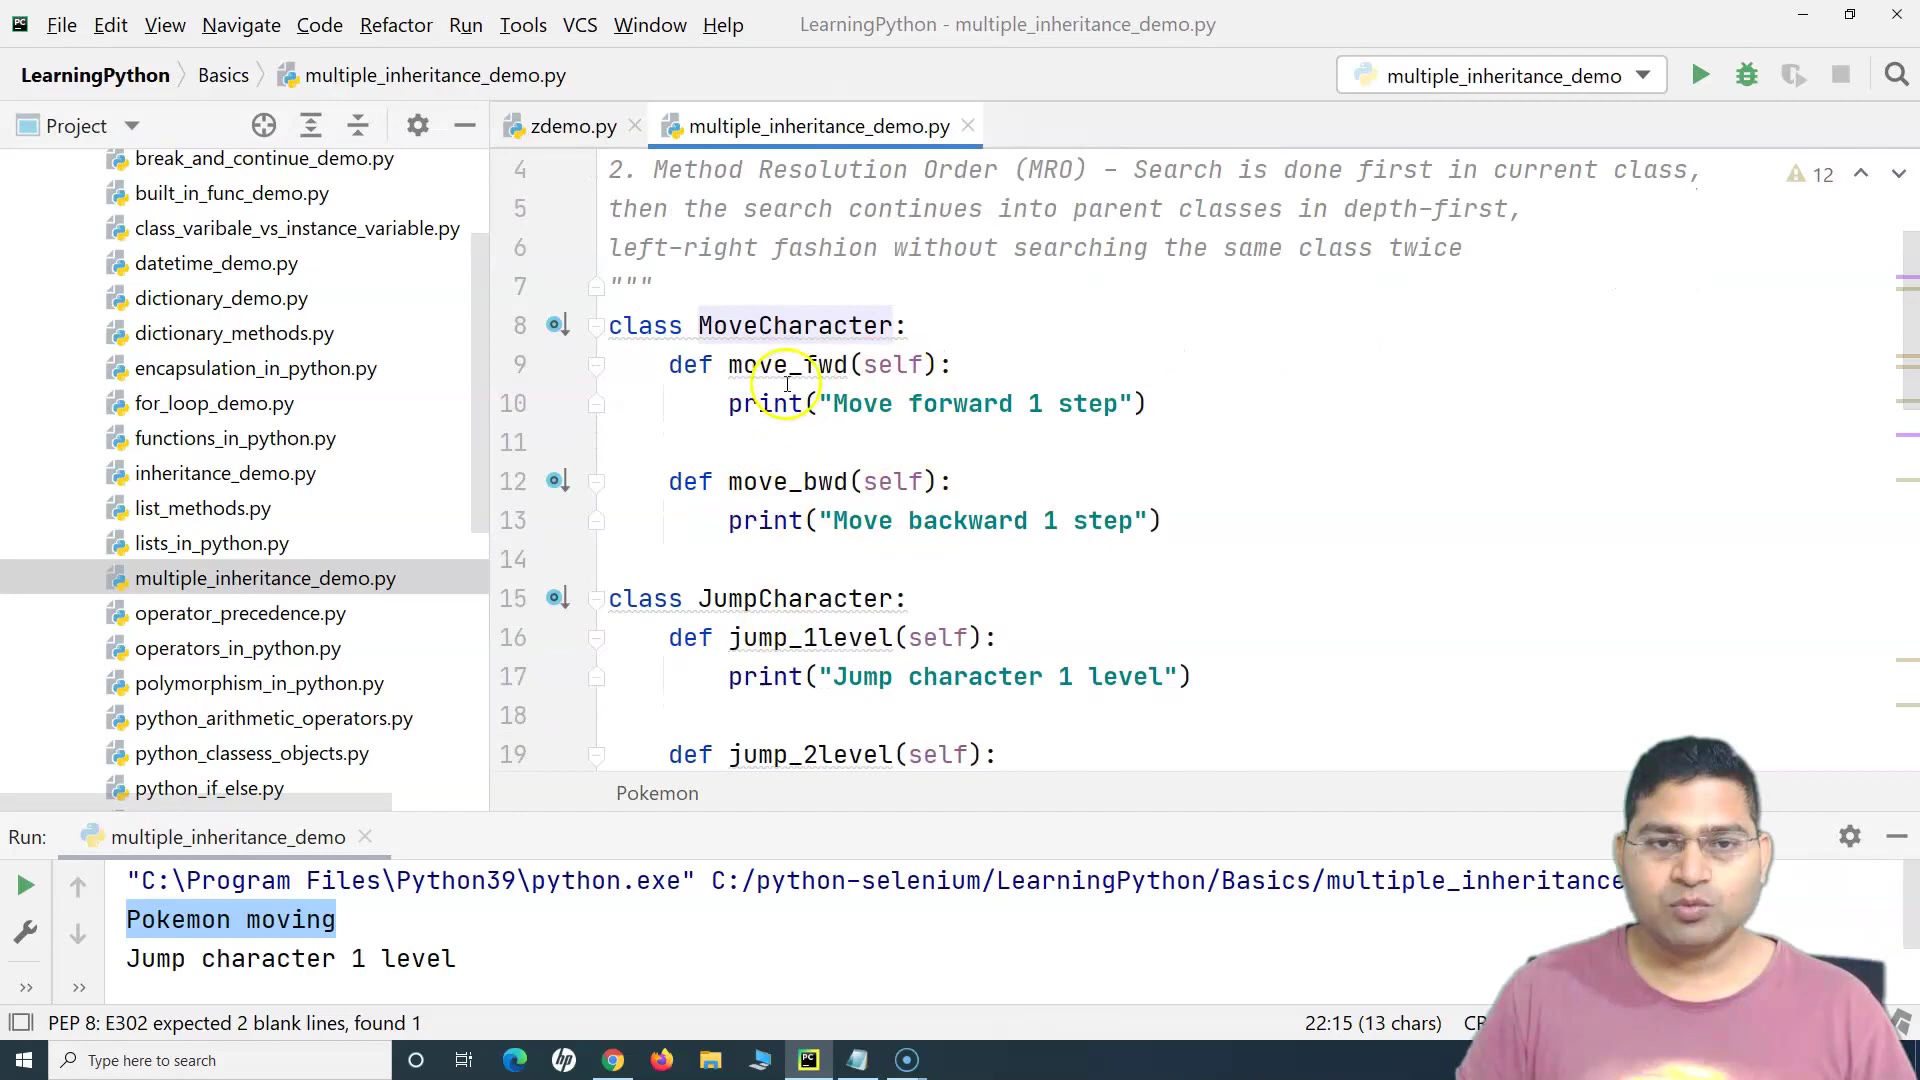 File Edit View Navigate Code Refactor Run Tools VCS Window Help LearningPython - multiple_inheritance_demo.py
LearningPython Basics multiple_inheritance_demo.py multiple_inheritance_demo
Project zdemo.py multiple_inheritance_demo.py
break_and_continue_demo.py
built_in_func_demo.py
class_varibale_vs_instance_variable.py
datetime_demo.py
dictionary_demo.py
dictionary_methods.py
encapsulation_in_python.py
for_loop_demo.py
functions_in_python.py
inheritance_demo.py
list_methods.py
lists_in_python.py
multiple_inheritance_demo.py
operator_precedence.py
operators_in_python.py
polymorphism_in_python.py
python_arithmetic_operators.py
python_classess_objects.py
python_if_else.py
4 2. Method Resolution Order (MRO) - Search is done first in current class,
12
5 then the search continues into parent classes in depth-first,
6 left-right fashion without searching the same class twice
7 """
8 class MoveCharacter:
9 def move_fwd(self):
10 print("Move forward 1 step")
11
12 def move_bwd(self):
13 print("Move backward 1 step")
14
15 class JumpCharacter:
16 def jump_1level(self):
17 print("Jump character 1 level")
18
19 def jump_2level(self):
Pokemon
Run: multiple_inheritance_demo
"C:\Program Files\Python39\python.exe" C:/python-selenium/LearningPython/Basics/multiple_inheritance
Pokemon moving
Jump character 1 level
PEP 8: E302 expected 2 blank lines, found 1 22:15 (13 chars)
Type here to search
hp
PC